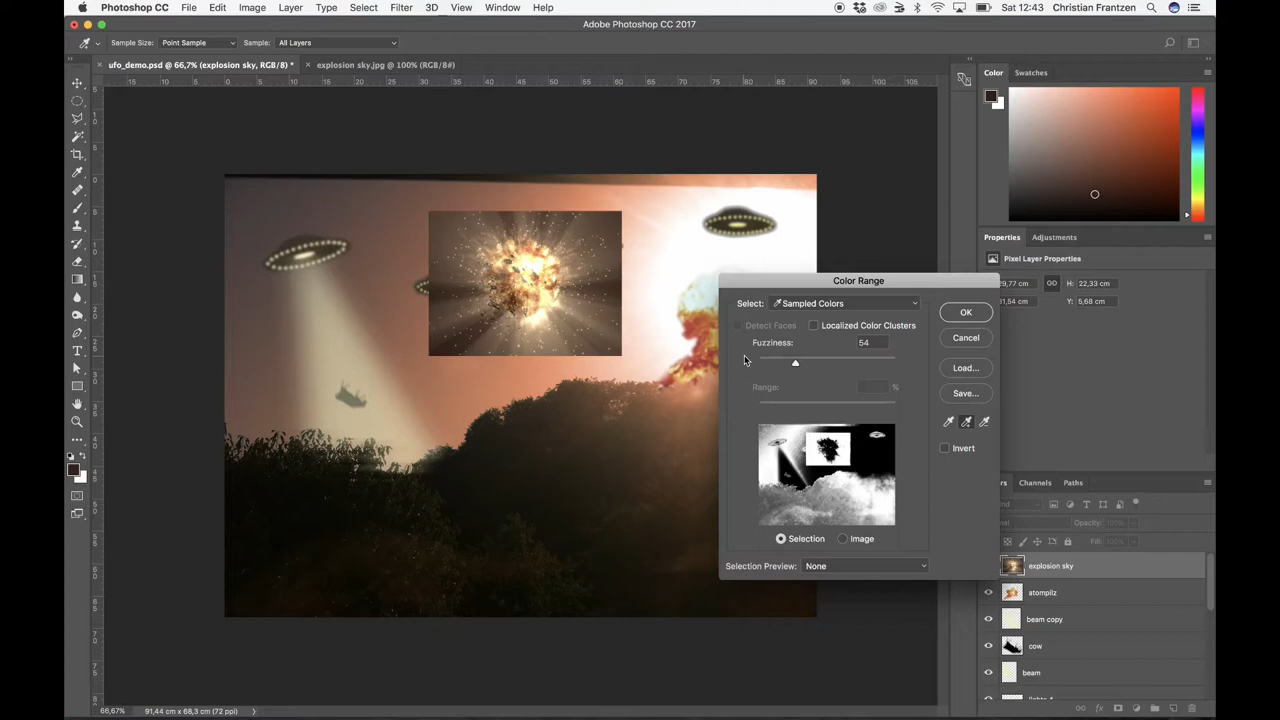 Photoshop CC File Edit Image Layer Type Select Filter 3D View Window Help
Sat 12:43 Christian Frantzen
Adobe Photoshop CC 2017
Sample Size: Point Sample Sample: All Layers
× ufo_demo.psd @ 66,7% (explosion sky, RGB/8) * × explosion sky.jpg @ 100% (RGB/8#)
Color Swatches
Properties Adjustments
Pixel Layer Properties
29,77 cm H: 22,33 cm
31,54 cm Y: 5,68 cm
Color Range
Select: Sampled Colors
OK
Detect Faces Localized Color Clusters
Fuzziness: 54
Cancel
Load...
Range: %
Save...
Invert
Selection Image
Selection Preview: None
Channels Paths
Opacity: 100%
Fill: 100%
explosion sky
atompilz
beam copy
cow
beam
66,67% 91,44 cm x 68,3 cm (72 ppi)